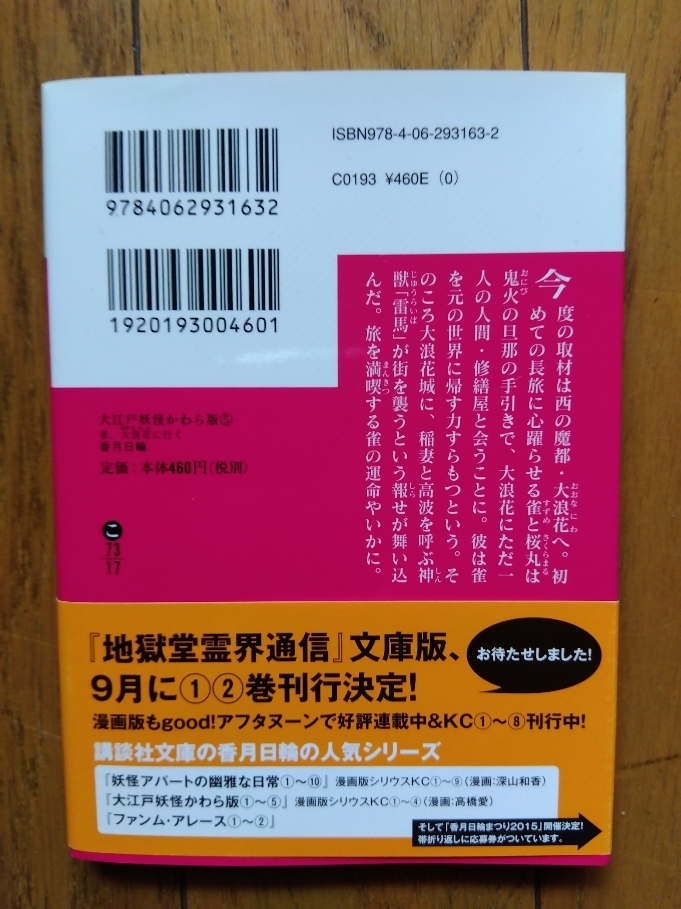 ISBN978-4-06-293163-2
C0193 ¥460E (0)
9784062931632
1920193004601
今度の取材は西の魔都・大浪花へ。初
めての長旅に心躍らせる雀と桜丸は
鬼火の旦那の手引きで、大浪花にただ一
人の人間・修繕屋と会うことに。彼は雀
を元の世界に帰す力すらもつという。そ
のころ大浪花城に、稲妻と高波を呼ぶ神
獣「雷馬」が街を襲うという報せが舞い込
んだ。旅を満喫する雀の運命やいかに。
大江戸妖怪かわら版⑤
雀、大浪花に行く
香月日輪
定価:本体460円(税別)
こ
73
17
『地獄堂霊界通信』文庫版、
9月に①②巻刊行決定!
お待たせしました!
漫画版もgood!アフタヌーンで好評連載中&KC①〜⑧刊行中!
講談社文庫の香月日輪の人気シリーズ
『妖怪アパートの幽雅な日常①〜⑩』 漫画版シリウスKC①〜⑨(漫画:深山和香)
『大江戸妖怪かわら版①〜⑤』 漫画版シリウスKC①〜④(漫画:高橋愛)
『ファンム・アレース①〜②』
そして「香月日輪まつり2015」開催決定!
帯折り返しに応募券がついています。